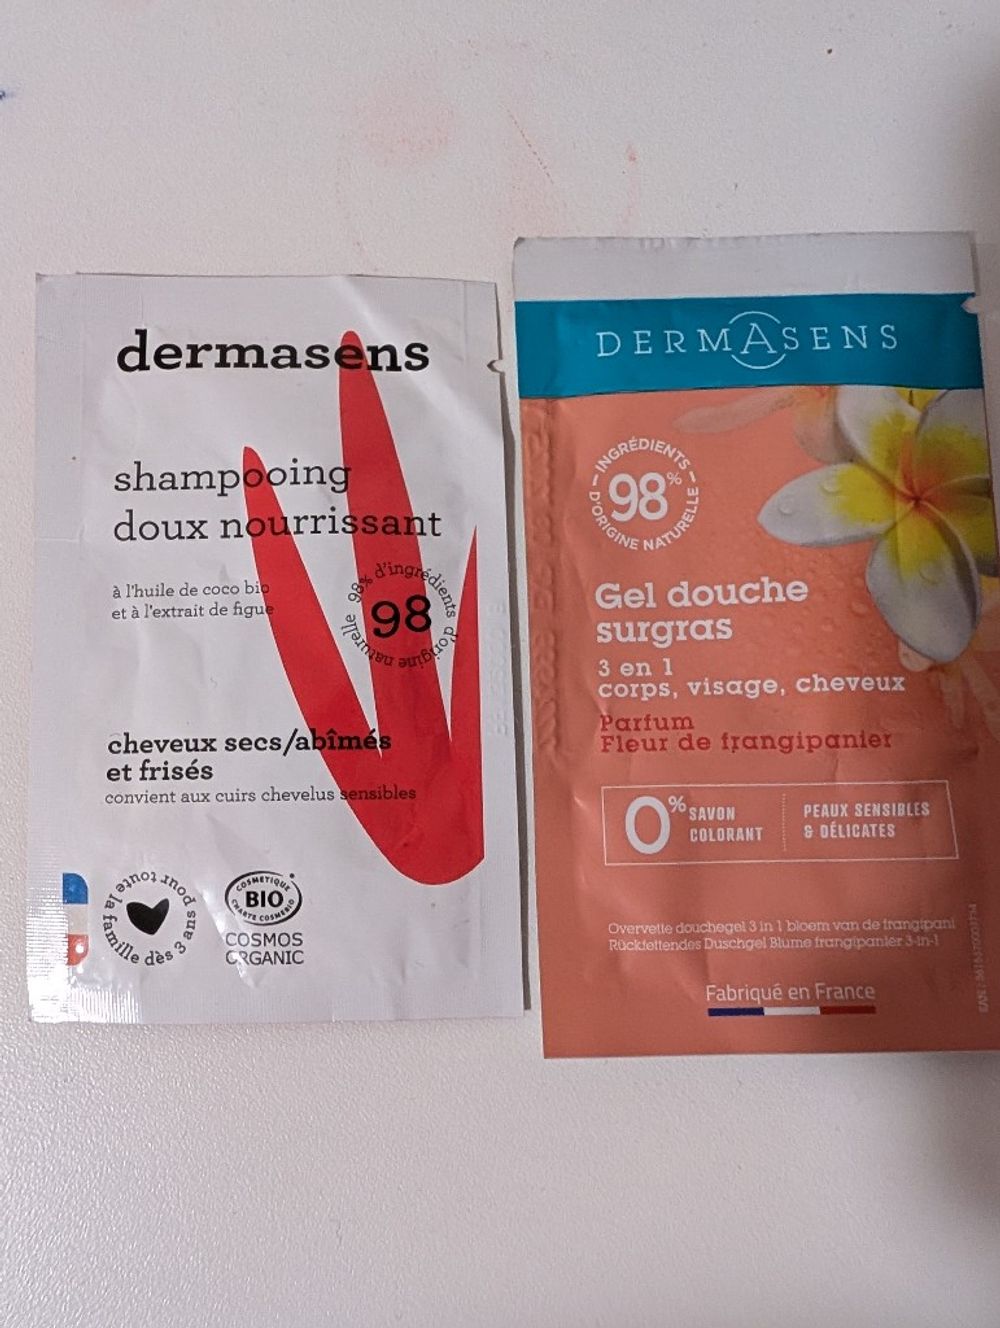 dermasens
shampooing
doux nourrissant
à l'huile de coco bio
et à l'extrait de figue
98% d'ingrédients d'origine naturelle
98
cheveux secs/abîmés
et frisés
convient aux cuirs chevelus sensibles
pour toute la famille dès 3 ans
COSMETIQUE
BIO
CHARTE COSMEBIO
COSMOS
ORGANIC
DERMASENS
INGRÉDIENTS
98%
D'ORIGINE NATURELLE
Gel douche
surgras
3 en 1
corps, visage, cheveux
Parfum
Fleur de frangipanier
0% SAVON
COLORANT
PEAUX SENSIBLES
& DÉLICATES
Overvette douchegel 3 in 1 bloem van de frangipani
Rückfettendes Duschgel Blume frangipanier 3-in-1
Fabriqué en France